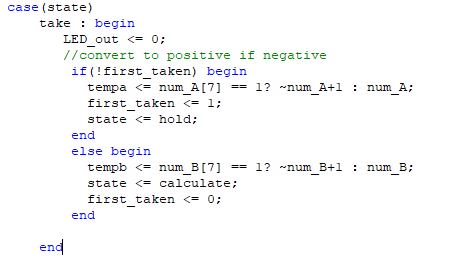 case(state)
take : begin
LED_out <= 0;
//convert to positive if negative
if(!first_taken) begin
tempa <= num_A[7] == 1? ~num_A+1 : num_A;
first_taken <= 1;
state <= hold;
end
else begin
tempb <= num_B[7] == 1? ~num_B+1 : num_B;
state <= calculate;
first_taken <= 0;
end
end